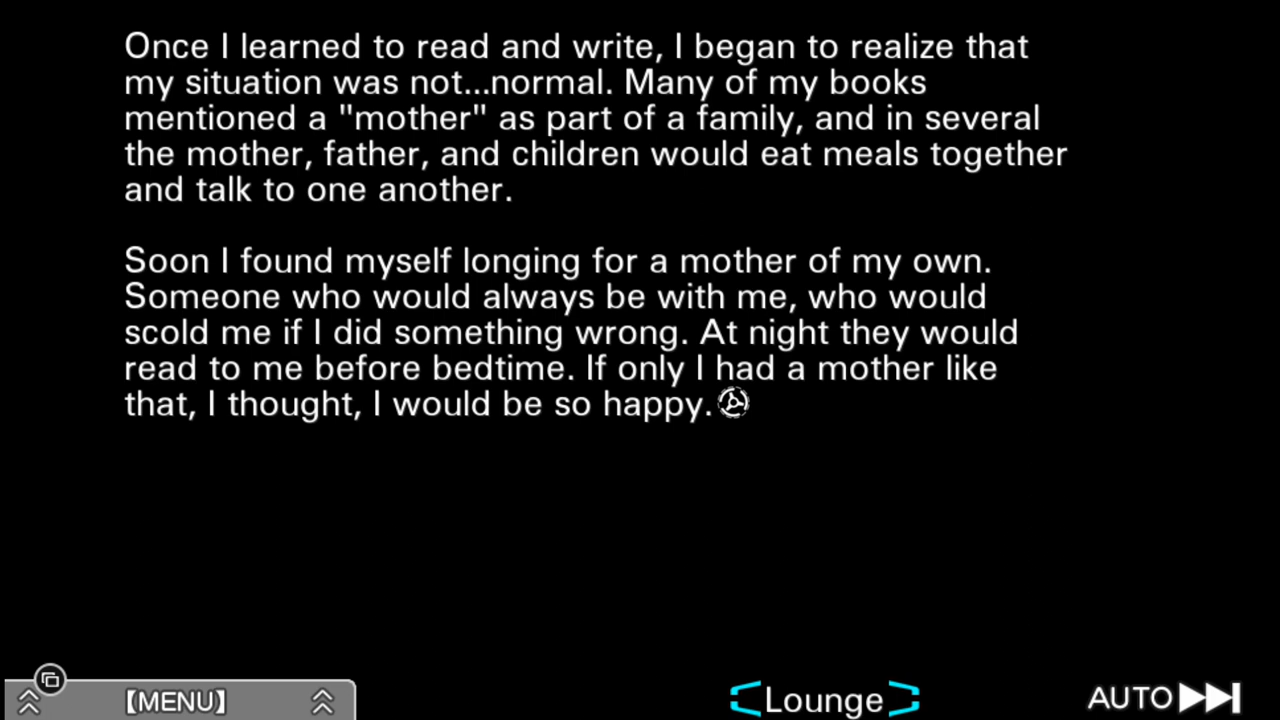 Once I learned to read and write, I began to realize that
my situation was not...normal. Many of my books
mentioned a "mother" as part of a family, and in several
the mother, father, and children would eat meals together
and talk to one another.
Soon I found myself longing for a mother of my own.
Someone who would always be with me, who would
scold me if I did something wrong. At night they would
read to me before bedtime. If only I had a mother like
that, I thought, I would be so happy.
【MENU】
Lounge
AUTO